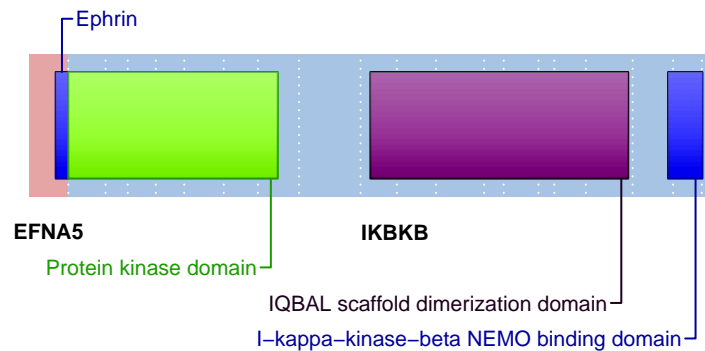 Ephrin
EFNA5
IKBKB
Protein kinase domain
IQBAL scaffold dimerization domain
I−kappa−kinase−beta NEMO binding domain